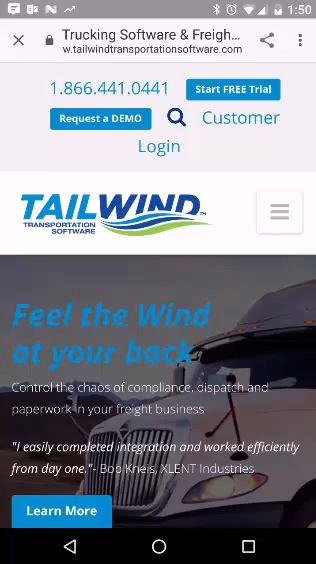 1:50
Trucking Software & Freigh...
w.tailwindtransportationsoftware.com
1.866.441.0441 Start FREE Trial
Request a DEMO Customer
Login
TAILWIND™
TRANSPORTATION
SOFTWARE
Feel the Wind
at your back
Control the chaos of compliance, dispatch and
paperwork in your freight business
"I easily completed integration and worked efficiently
from day one."- Bob Kneis, XLENT Industries
Learn More